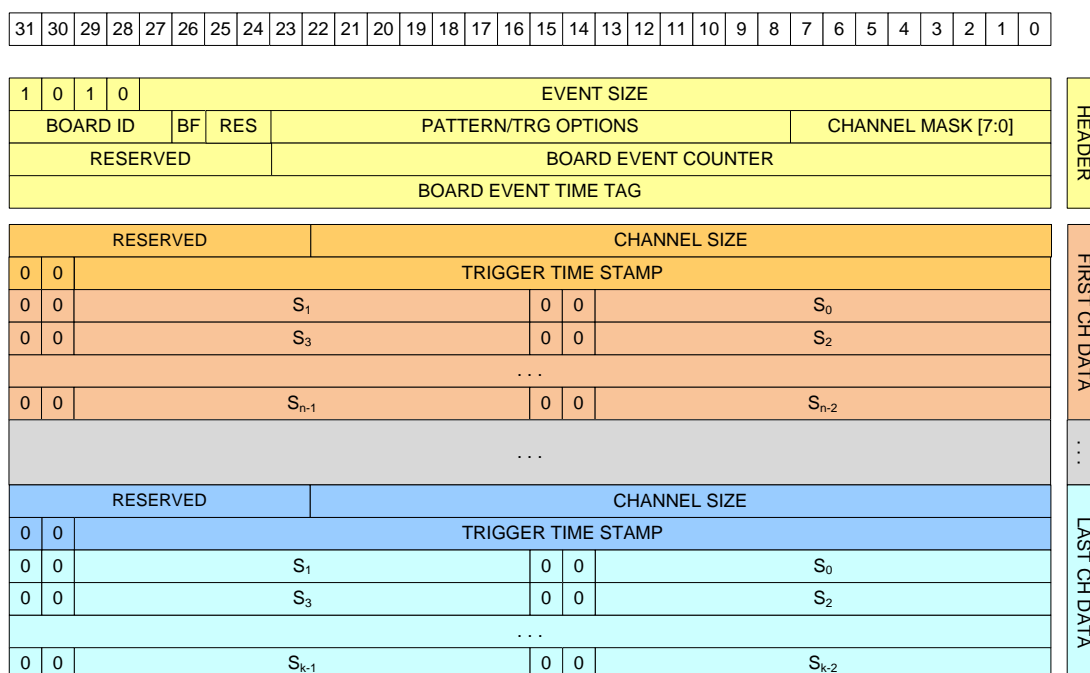 31 30 29 28 27 26 25 24 23 22 21 20 19 18 17 16 15 14 13 12 11 10 9 8 7 6 5 4 3 2 1 0
1 0 1 0 EVENT SIZE
BOARD ID BF RES PATTERN/TRG OPTIONS CHANNEL MASK [7:0]
RESERVED BOARD EVENT COUNTER
BOARD EVENT TIME TAG
HEADER
RESERVED CHANNEL SIZE
0 0 TRIGGER TIME STAMP
0 0 S1 0 0 S0
0 0 S3 0 0 S2
. . .
0 0 Sn-1 0 0 Sn-2
FIRST CH DATA
. . .
. . .
RESERVED CHANNEL SIZE
0 0 TRIGGER TIME STAMP
0 0 S1 0 0 S0
0 0 S3 0 0 S2
. . .
0 0 Sk-1 0 0 Sk-2
LAST CH DATA